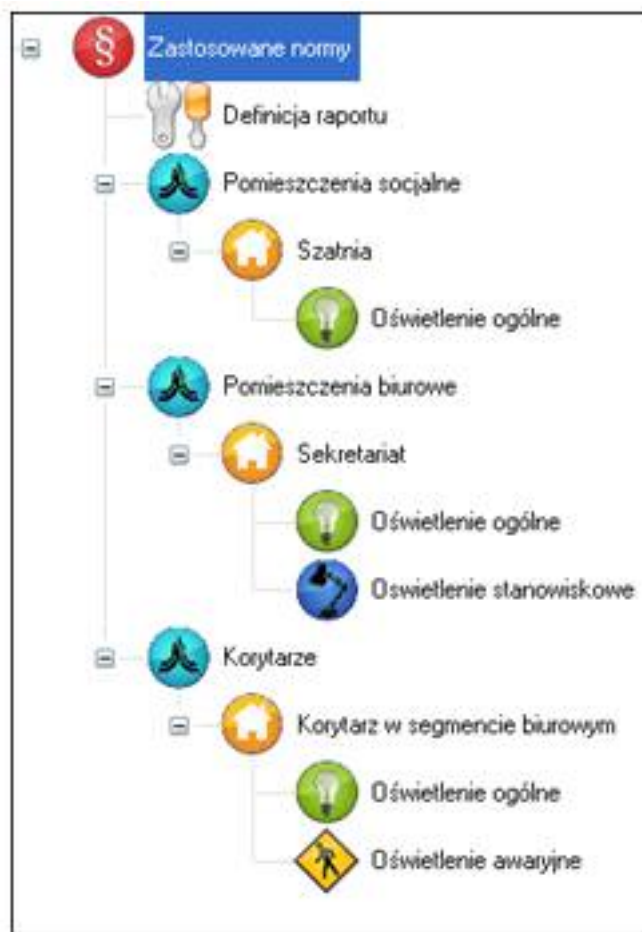 § Zastosowane normy
Definicja raportu
Pomieszczenia socjalne
Szatnia
Oświetlenie ogólne
Pomieszczenia biurowe
Sekretariat
Oświetlenie ogólne
Oswietlenie stanowiskowe
Korytarze
Korytarz w segmencie biurowym
Oświetlenie ogólne
Oświetlenie awaryjne